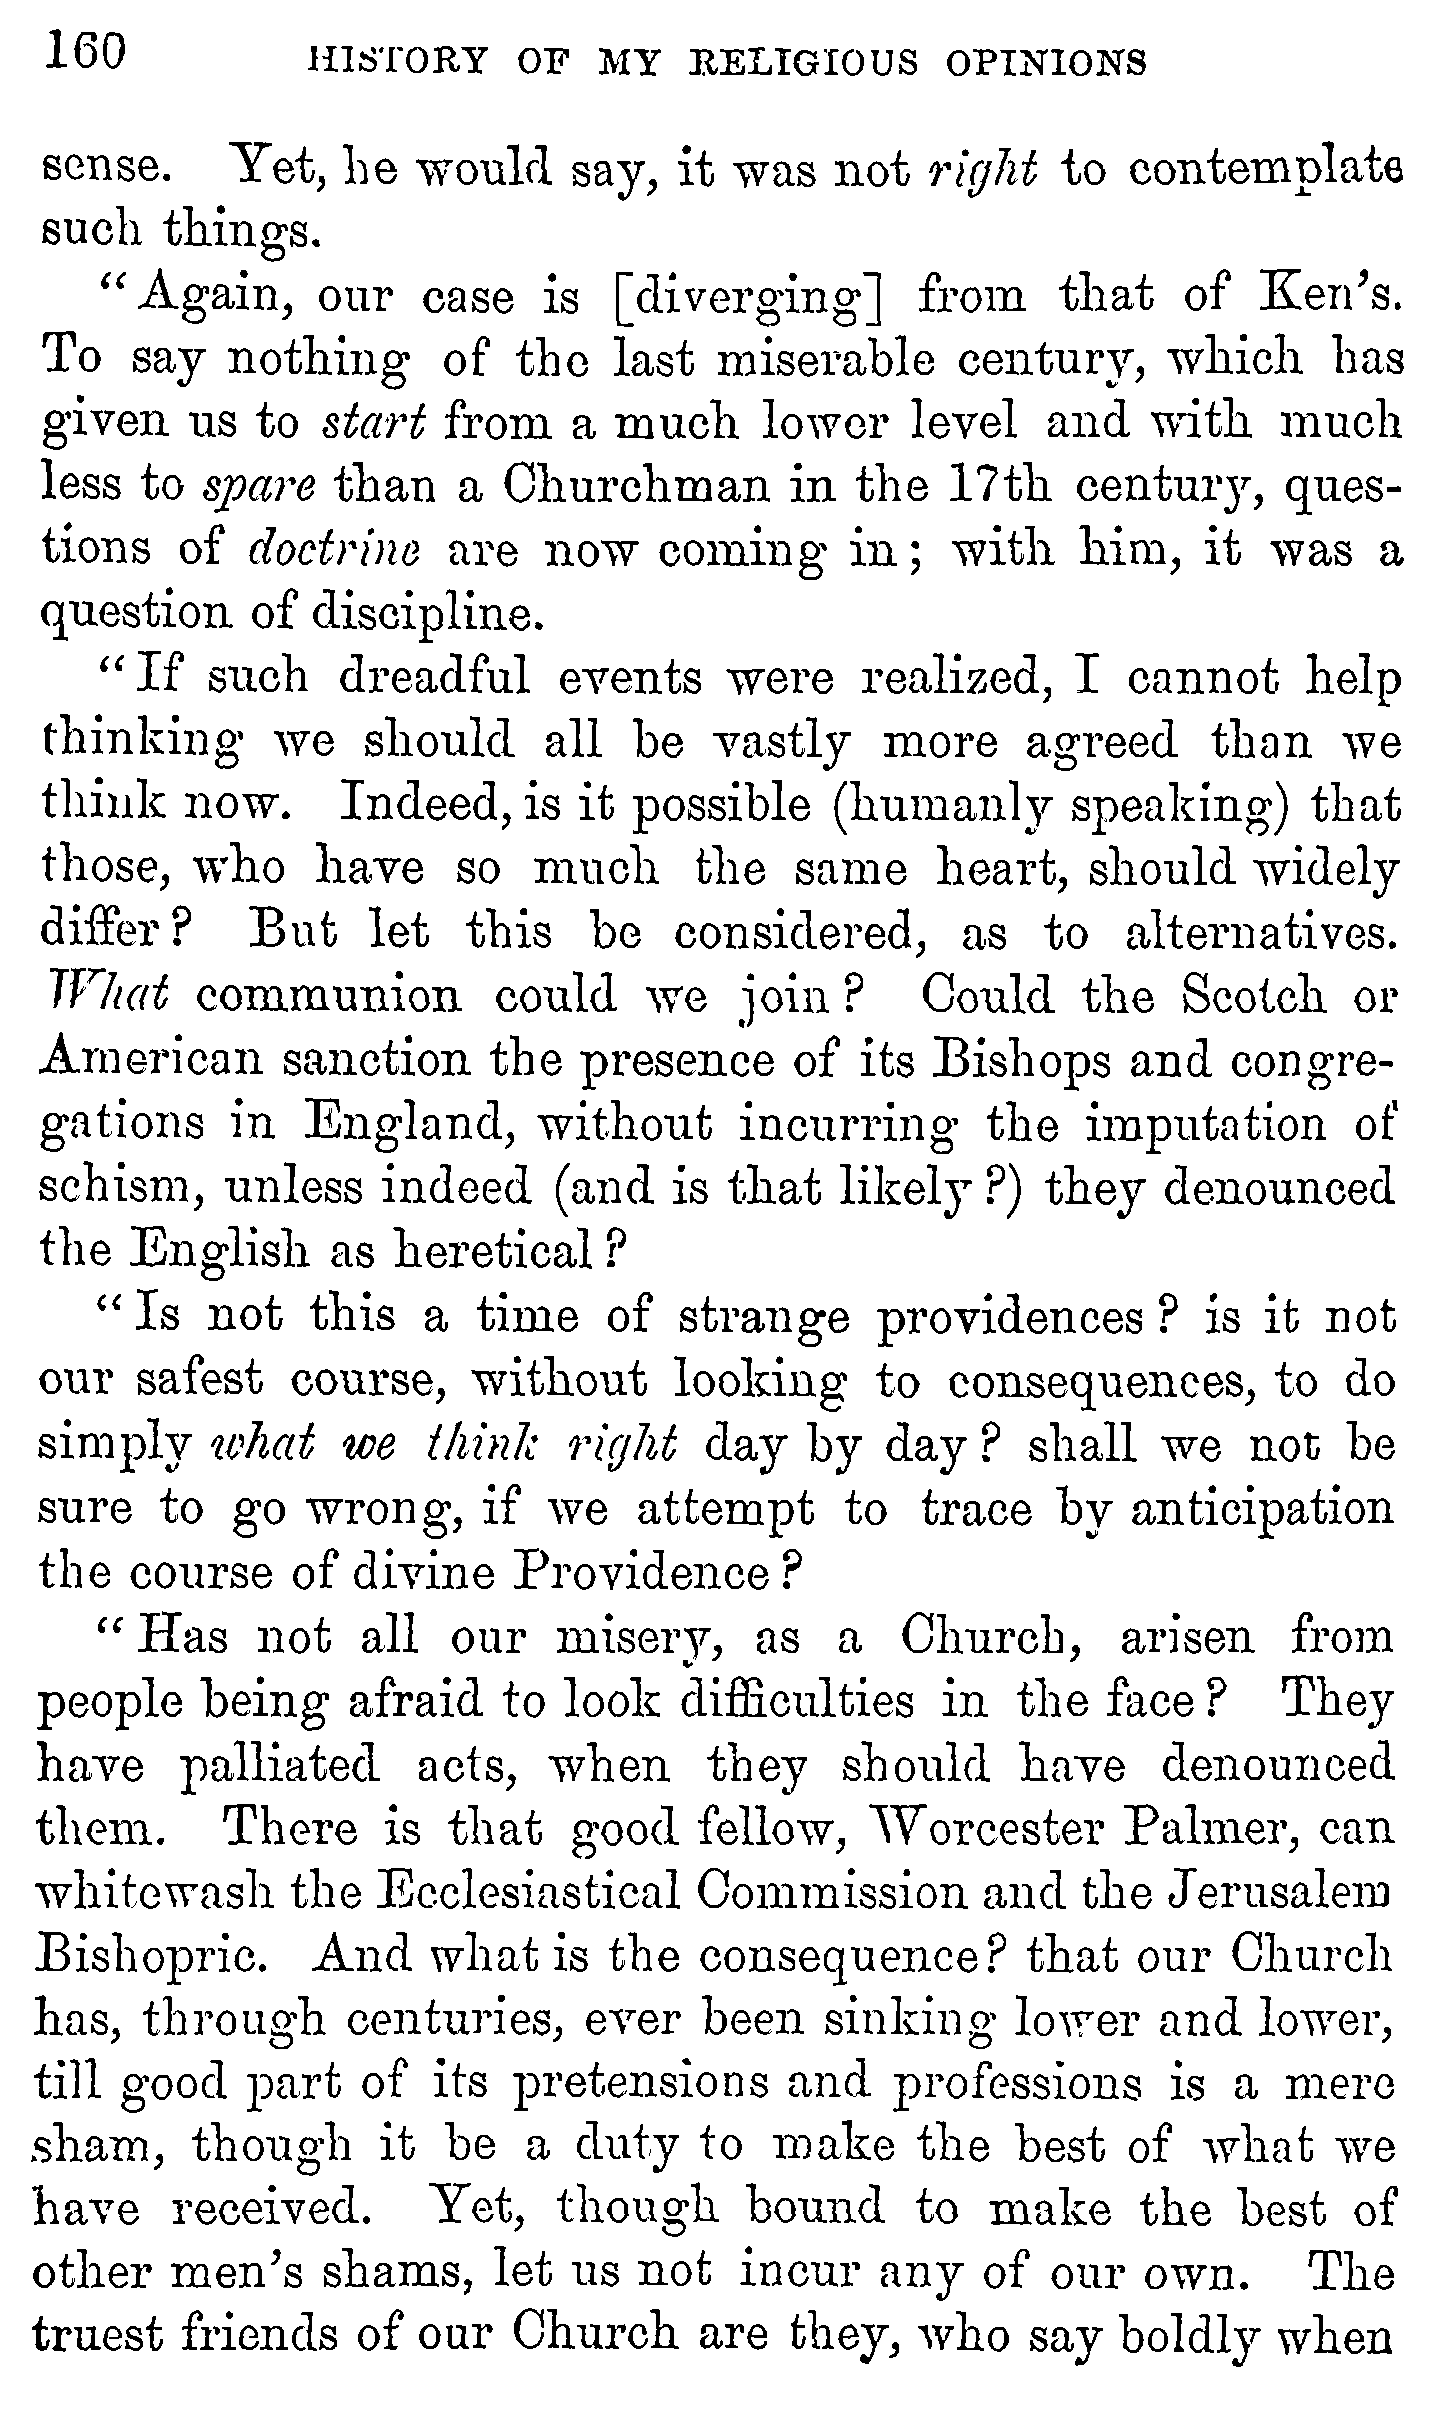 160 HISTORY OF MY RELIGIOUS OPINIONS
sense. Yet, he would say, it was not right to contemplate
such things.
“Again, our case is [diverging] from that of Ken's.
To say nothing of the last miserable century, which has
given us to start from a much lower level and with much
less to spare than a Churchman in the 17th century, ques-
tions of doctrine are now coming in; with him, it was a
question of discipline.
“If such dreadful events were realized, I cannot help
thinking we should all be vastly more agreed than we
think now. Indeed, is it possible (humanly speaking) that
those, who have so much the same heart, should widely
differ? But let this be considered, as to alternatives.
What communion could we join? Could the Scotch or
American sanction the presence of its Bishops and congre-
gations in England, without incurring the imputation of
schism, unless indeed (and is that likely?) they denounced
the English as heretical?
“Is not this a time of strange providences? is it not
our safest course, without looking to consequences, to do
simply what we think right day by day? shall we not be
sure to go wrong, if we attempt to trace by anticipation
the course of divine Providence?
“Has not all our misery, as a Church, arisen from
people being afraid to look difficulties in the face? They
have palliated acts, when they should have denounced
them. There is that good fellow, Worcester Palmer, can
whitewash the Ecclesiastical Commission and the Jerusalem
Bishopric. And what is the consequence? that our Church
has, through centuries, ever been sinking lower and lower,
till good part of its pretensions and professions is a mere
sham, though it be a duty to make the best of what we
have received. Yet, though bound to make the best of
other men's shams, let us not incur any of our own. The
truest friends of our Church are they, who say boldly when